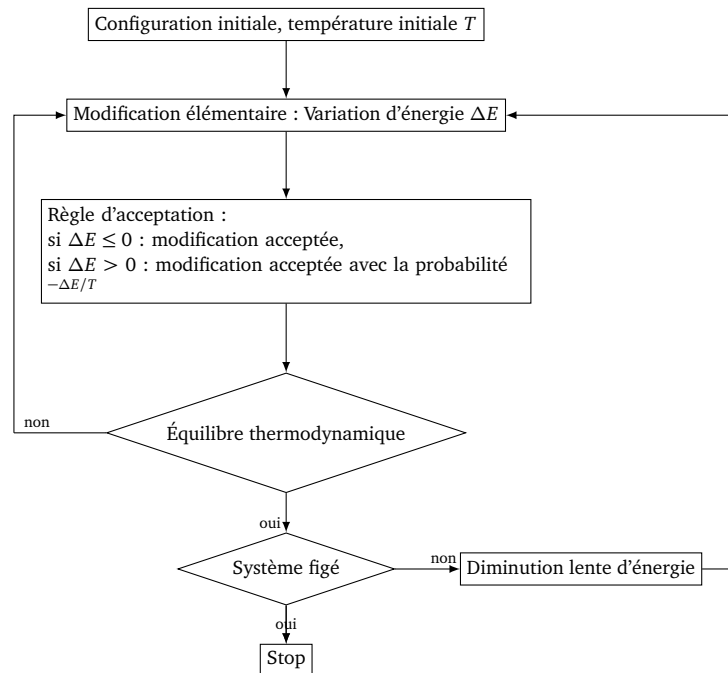 Configuration initiale, température initiale T
Modification élémentaire : Variation d'énergie ΔE
Règle d'acceptation :
si ΔE ≤ 0 : modification acceptée,
si ΔE > 0 : modification acceptée avec la probabilité
−ΔE/T
non
Équilibre thermodynamique
oui
Système figé
non
Diminution lente d'énergie
oui
Stop